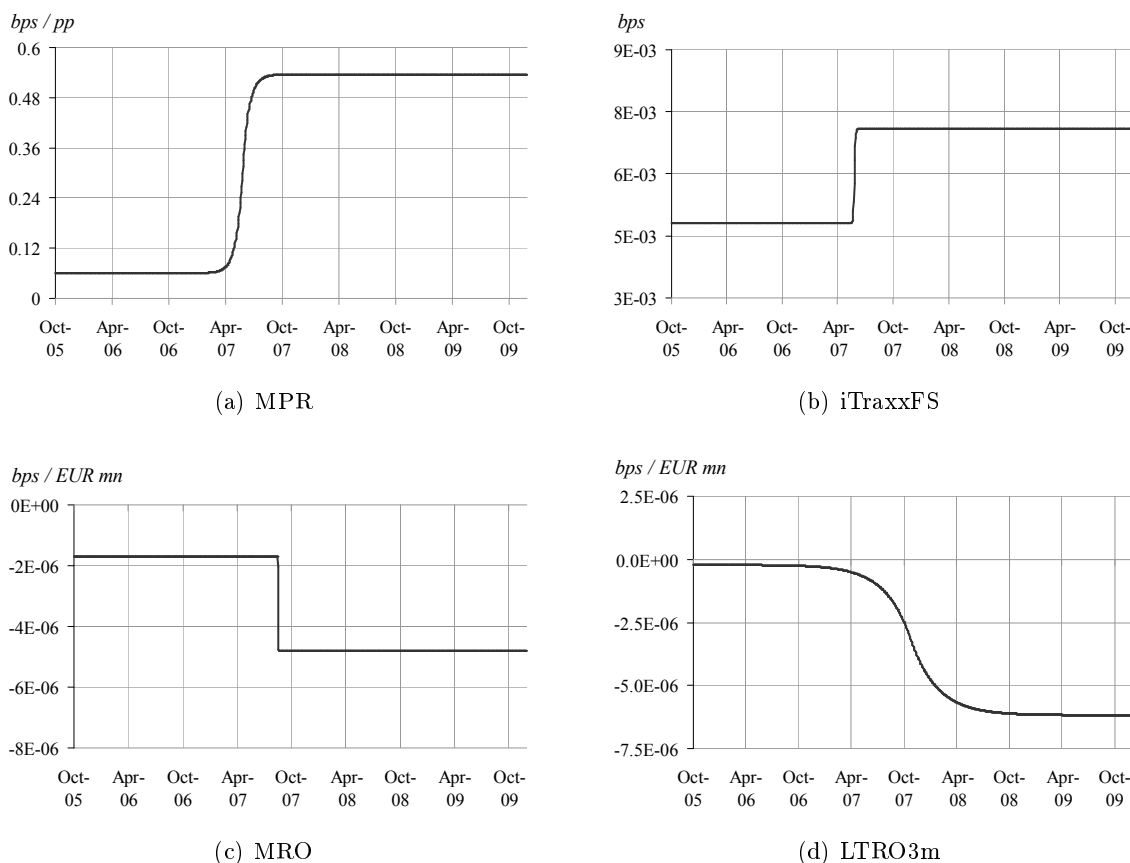 bps / pp
0.6
0.48
0.36
0.24
0.12
0
Oct- Apr- Oct- Apr- Oct- Apr- Oct- Apr- Oct-
05 06 06 07 07 08 08 09 09
(a) MPR
bps
9E-03
8E-03
6E-03
5E-03
3E-03
Oct- Apr- Oct- Apr- Oct- Apr- Oct- Apr- Oct-
05 06 06 07 07 08 08 09 09
(b) iTraxxFS
bps / EUR mn
0E+00
-2E-06
-4E-06
-6E-06
-8E-06
Oct- Apr- Oct- Apr- Oct- Apr- Oct- Apr- Oct-
05 06 06 07 07 08 08 09 09
(c) MRO
bps / EUR mn
2.5E-06
0.0E+00
-2.5E-06
-5.0E-06
-7.5E-06
Oct- Apr- Oct- Apr- Oct- Apr- Oct- Apr- Oct-
05 06 06 07 07 08 08 09 09
(d) LTRO3m